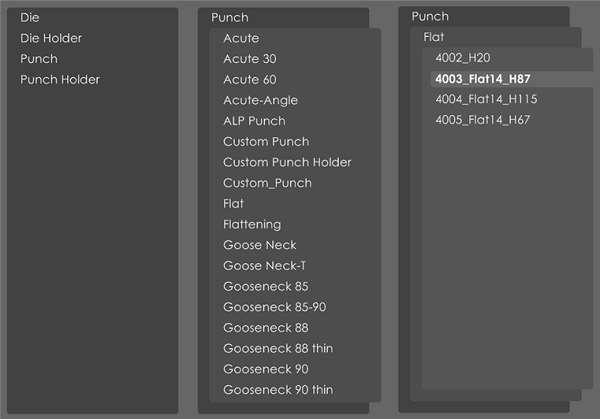 Die
Die Holder
Punch
Punch Holder
Punch
Acute
Acute 30
Acute 60
Acute-Angle
ALP Punch
Custom Punch
Custom Punch Holder
Custom_Punch
Flat
Flattening
Goose Neck
Goose Neck-T
Gooseneck 85
Gooseneck 85-90
Gooseneck 88
Gooseneck 88 thin
Gooseneck 90
Gooseneck 90 thin
Punch
Flat
4002_H20
4003_Flat14_H87
4004_Flat14_H115
4005_Flat14_H67